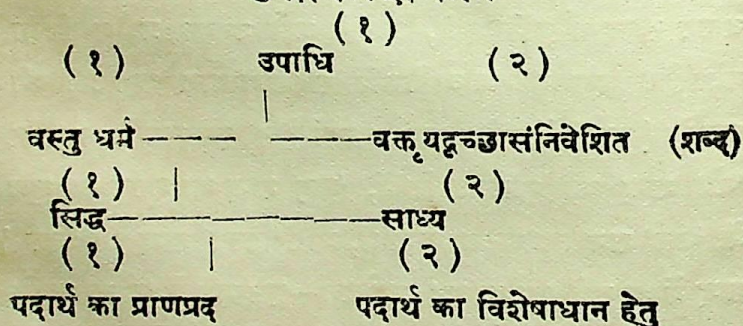 (१)
(१) उपाधि (२)
वस्तु धर्म — — — — — — वक्तृ यदृच्छासंनिवेशित (शब्द)
(१) (२)
सिद्ध — — — — — — साध्य
(१) (२)
पदार्थ का प्राणप्रद पदार्थ का विशेषाधान हेतु